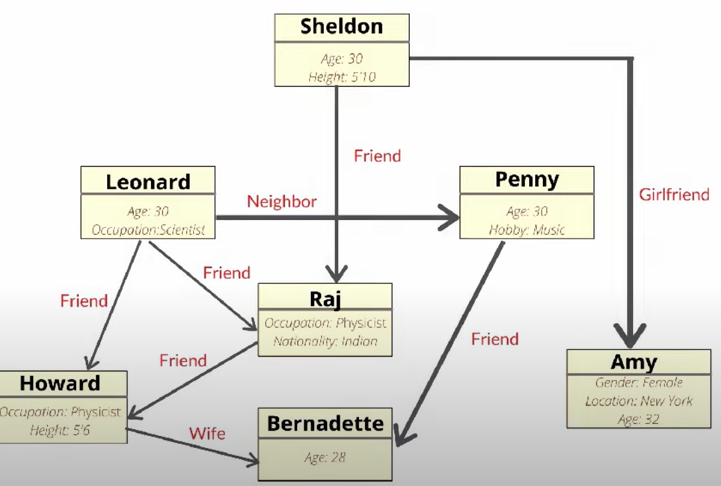 Sheldon
Age: 30
Height: 5'10
Friend
Girlfriend
Leonard
Age: 30
Occupation:Scientist
Neighbor
Penny
Age: 30
Hobby: Music
Friend
Friend
Raj
Occupation: Physicist
Nationality: Indian
Friend
Friend
Howard
Occupation: Physicist
Height: 5'6
Wife
Bernadette
Age: 28
Amy
Gender: Female
Location: New York
Age: 32